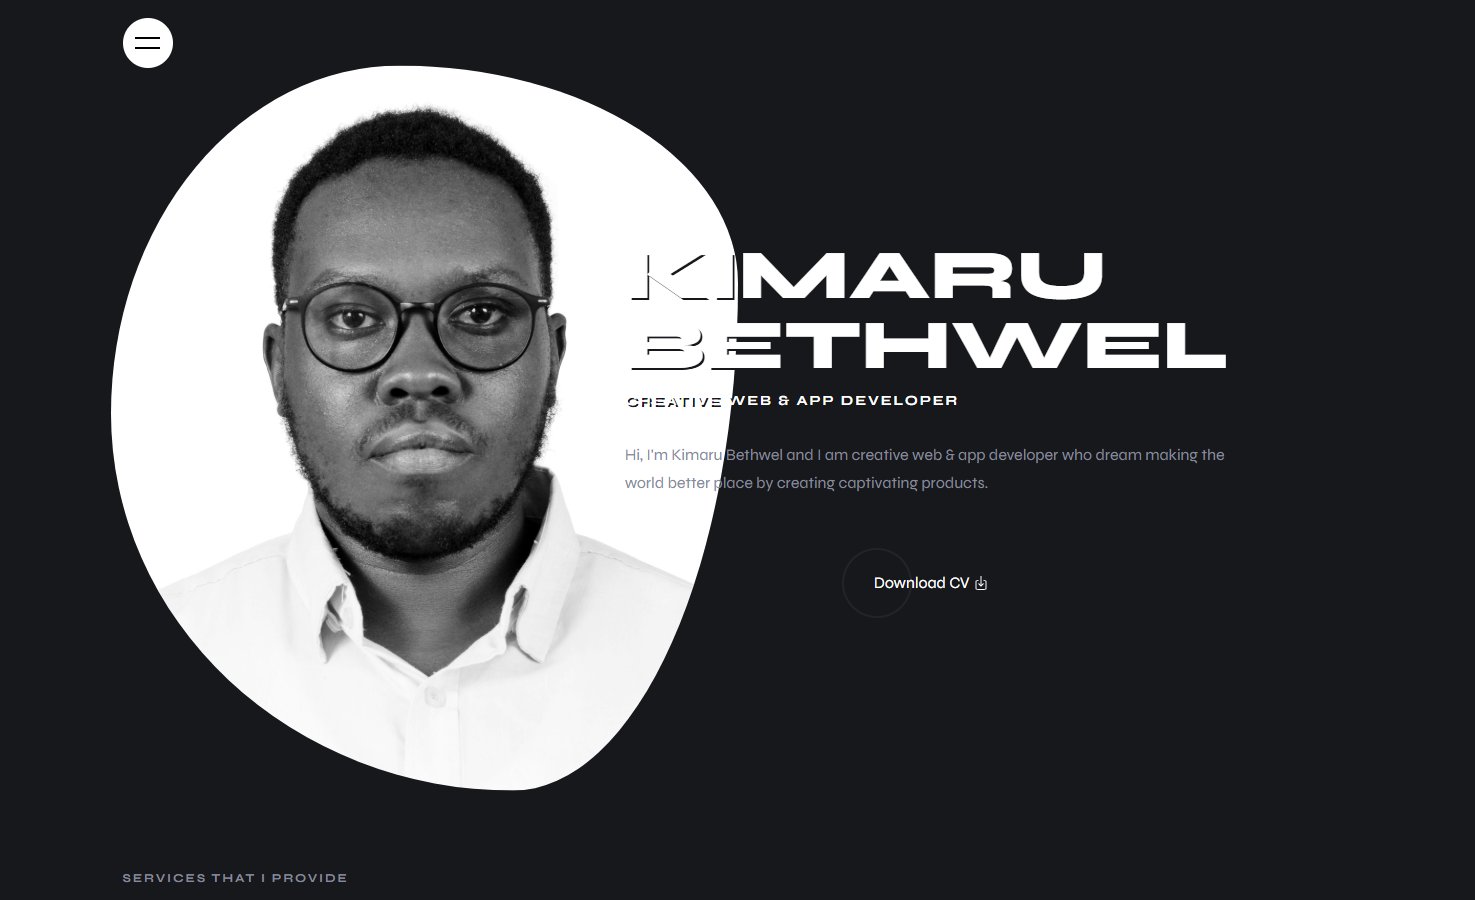 KIMARU
BETHWEL
CREATIVE WEB & APP DEVELOPER
Hi, I'm Kimaru Bethwel and I am creative web & app developer who dream making the
world better place by creating captivating products.
Download CV
SERVICES THAT I PROVIDE